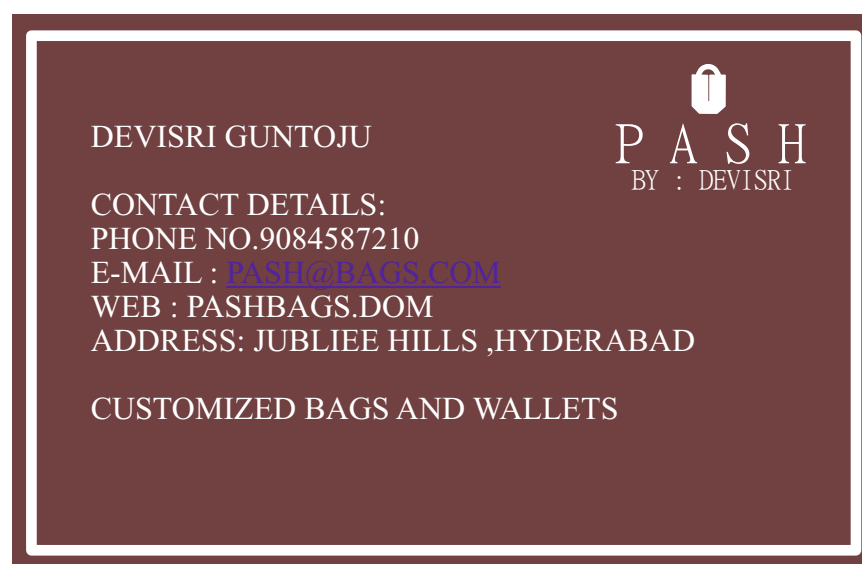 DEVISRI GUNTOJU
P A S H
BY : DEVISRI
CONTACT DETAILS:
PHONE NO.9084587210
E-MAIL : PASH@BAGS.COM
WEB : PASHBAGS.DOM
ADDRESS: JUBLIEE HILLS ,HYDERABAD
CUSTOMIZED BAGS AND WALLETS